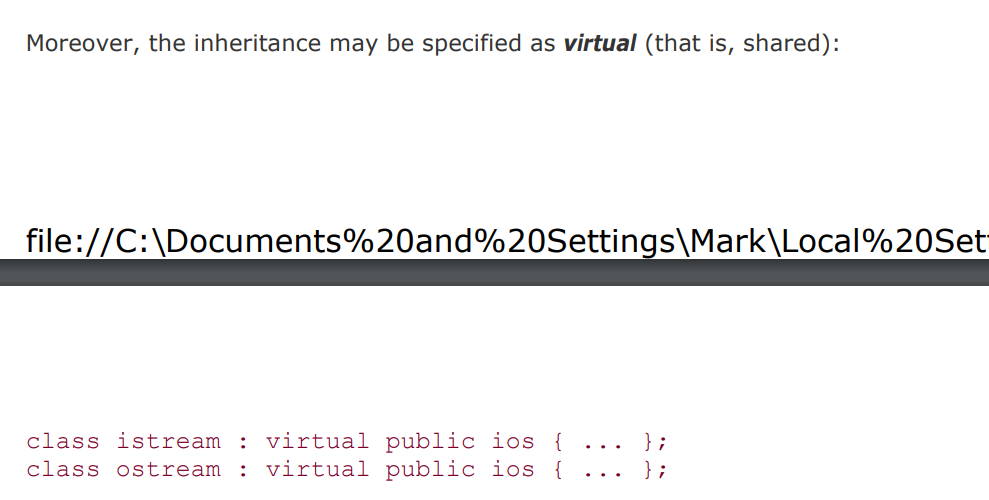 Moreover, the inheritance may be specified as virtual (that is, shared):
file://C:\Documents%20and%20Settings\Mark\Local%20Set
class istream : virtual public ios { ... };
class ostream : virtual public ios { ... };